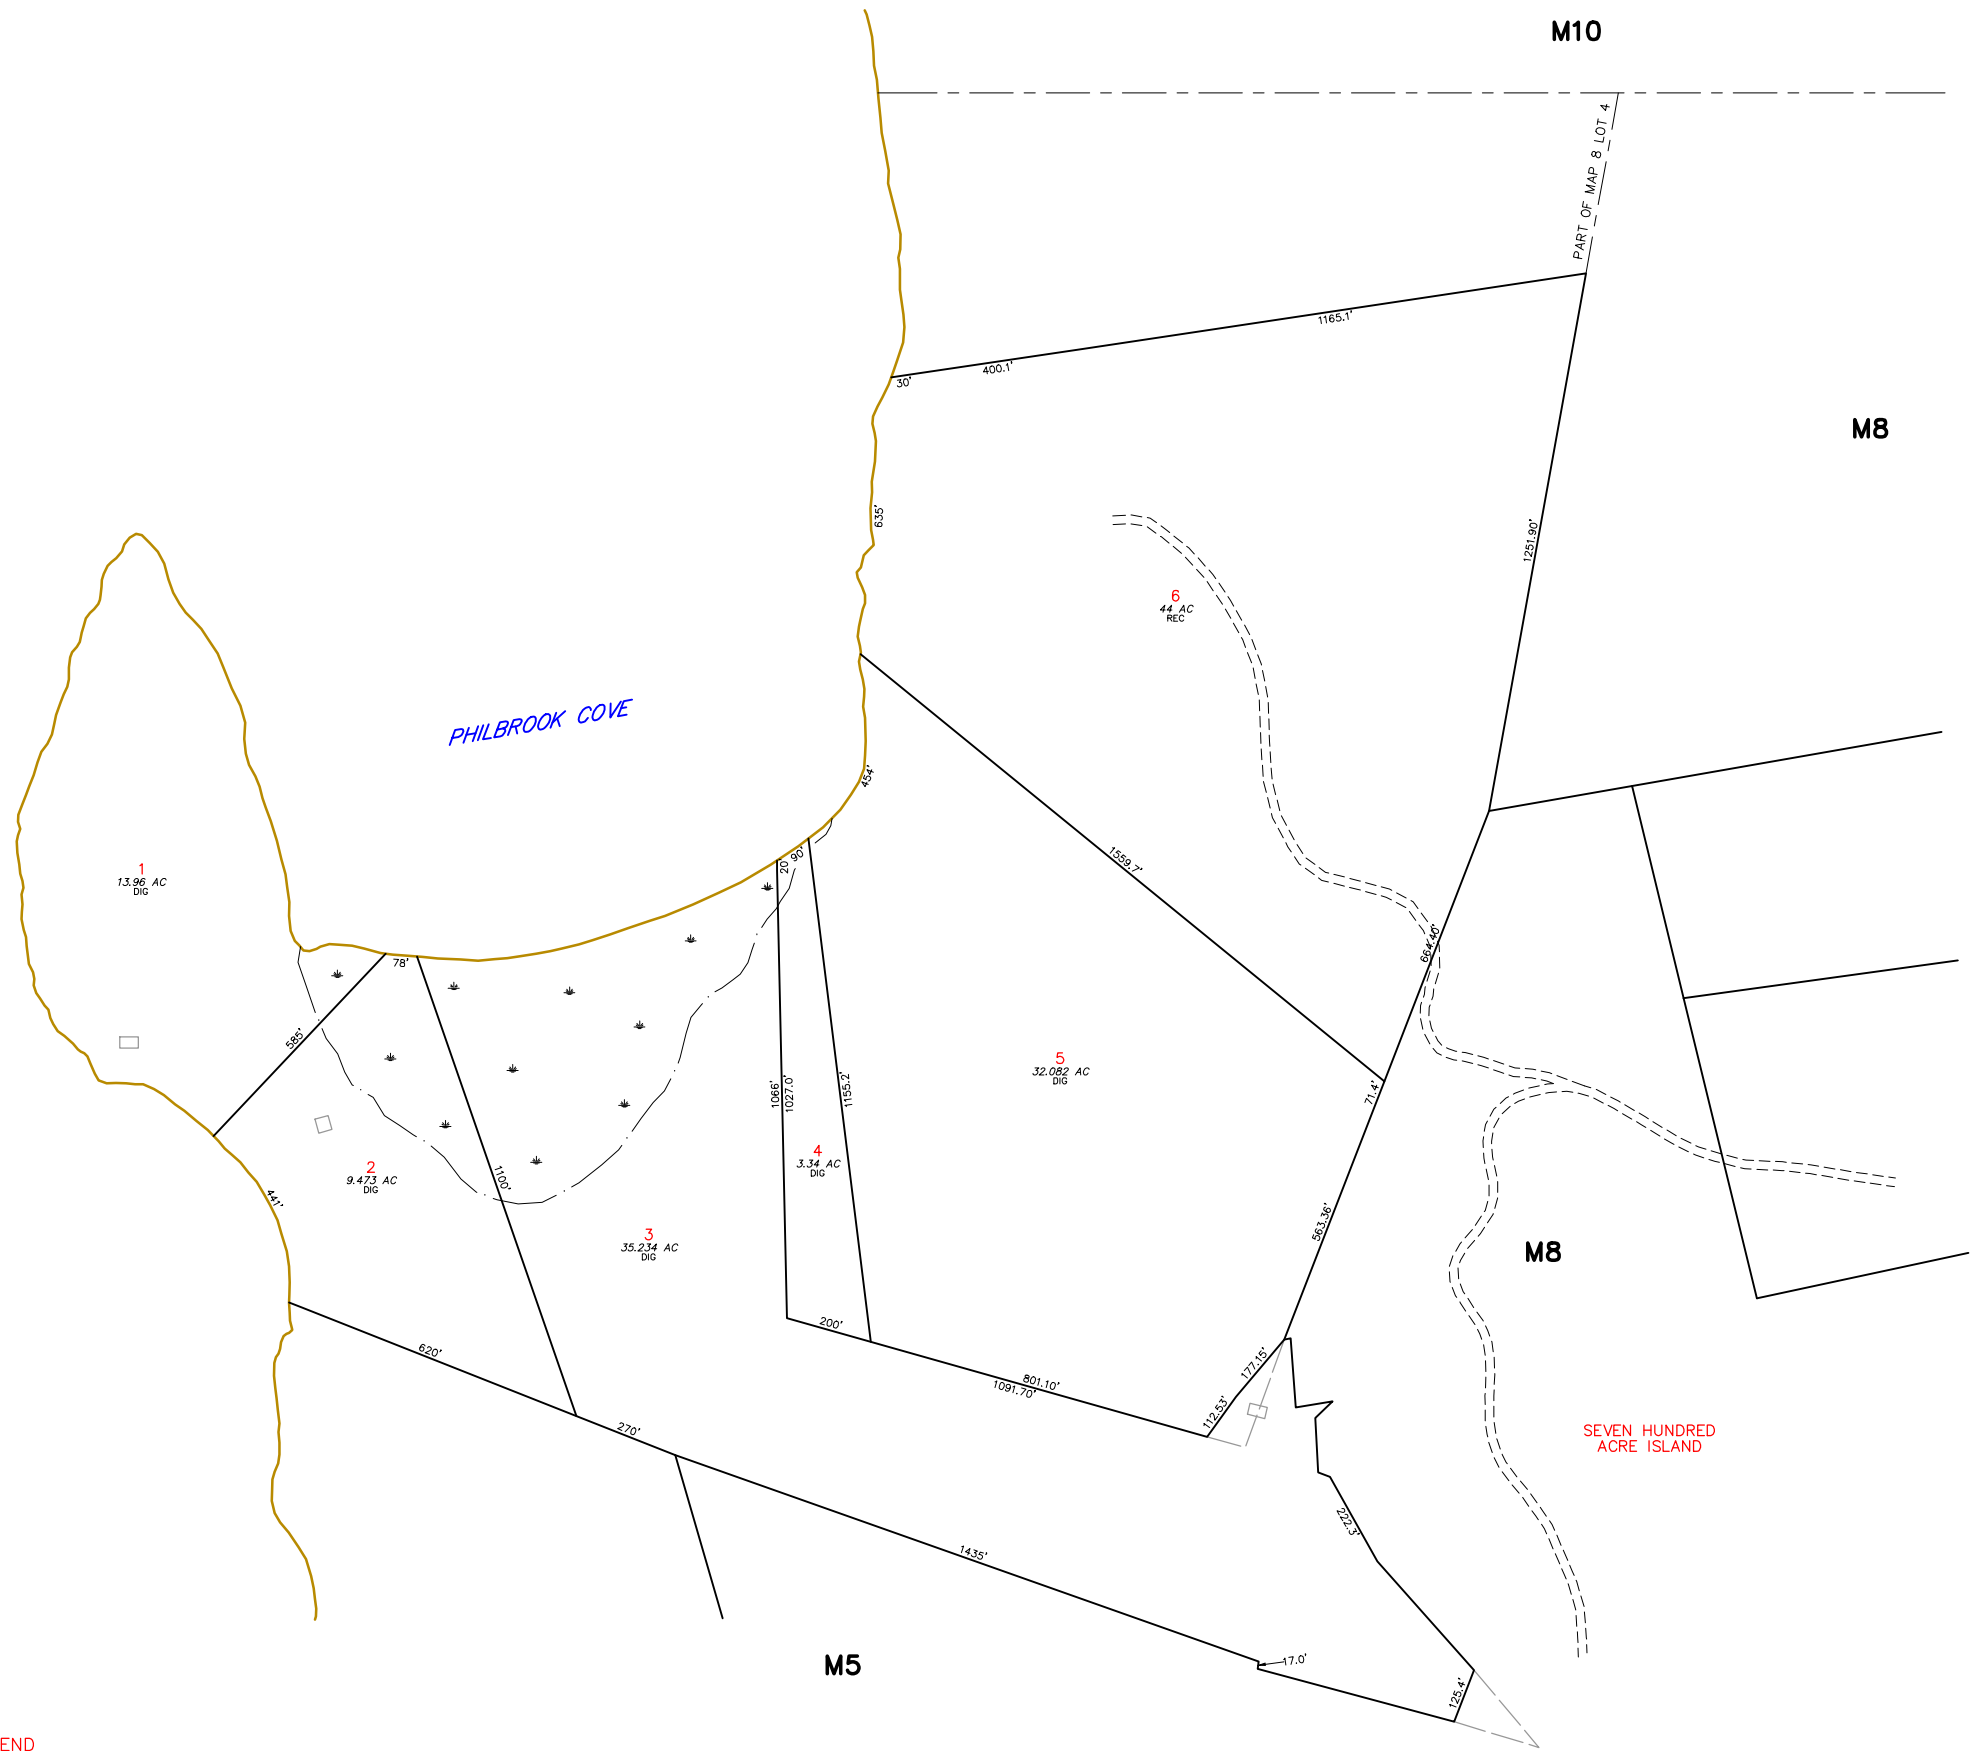 M10
PART OF MAP 8 LOT 4
1165.1'
400.1'
30'
M8
635'
1251.90'
6
44 AC
REC
PHILBROOK COVE
454'
1559.7'
20'
90'
1
13.96 AC
DIG
664.40'
78'
585'
5
32.082 AC
DIG
1066'
1027.0'
1155.2'
71.4'
4
3.34 AC
DIG
2
9.473 AC
DIG
1100'
441'
3
35.234 AC
DIG
563.36'
M8
200'
620'
177.15'
801.10'
1091.70'
112.53'
270'
SEVEN HUNDRED
ACRE ISLAND
222.3'
1435'
17.0'
M5
125.4'
END